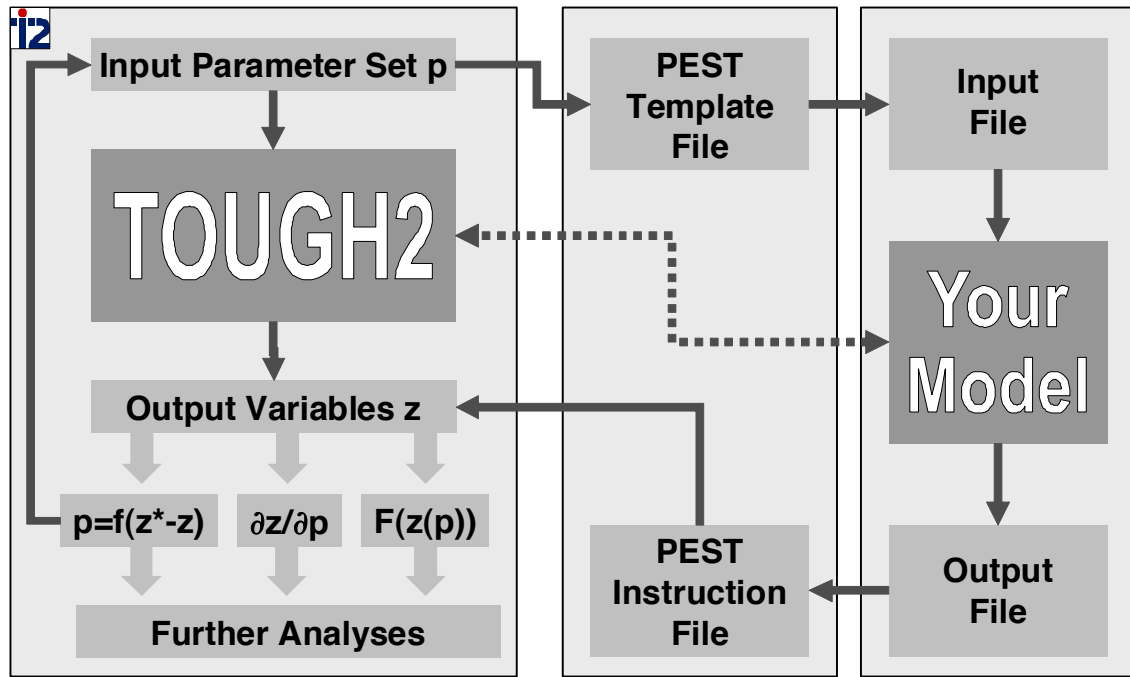 i2
Input Parameter Set p
TOUGH2
Output Variables z
p=f(z*-z)
∂z/∂p
F(z(p))
Further Analyses
PEST
Template
File
PEST
Instruction
File
Input
File
Your
Model
Output
File